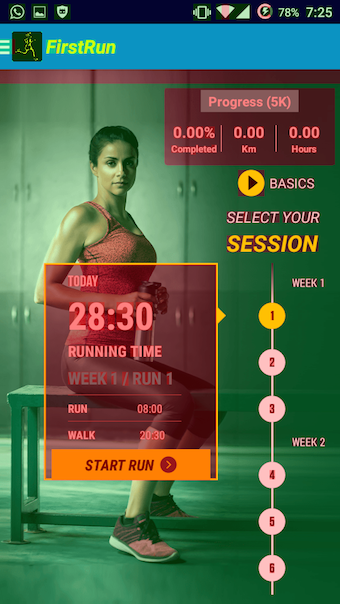 78% 7:25
FirstRun
Progress (5K)
0.00% 0.00 0.00
Completed Km Hours
BASICS
SELECT YOUR
SESSION
TODAY
28:30
RUNNING TIME
WEEK 1 / RUN 1
RUN 08:00
WALK 20:30
START RUN
WEEK 1
1
2
3
WEEK 2
4
5
6